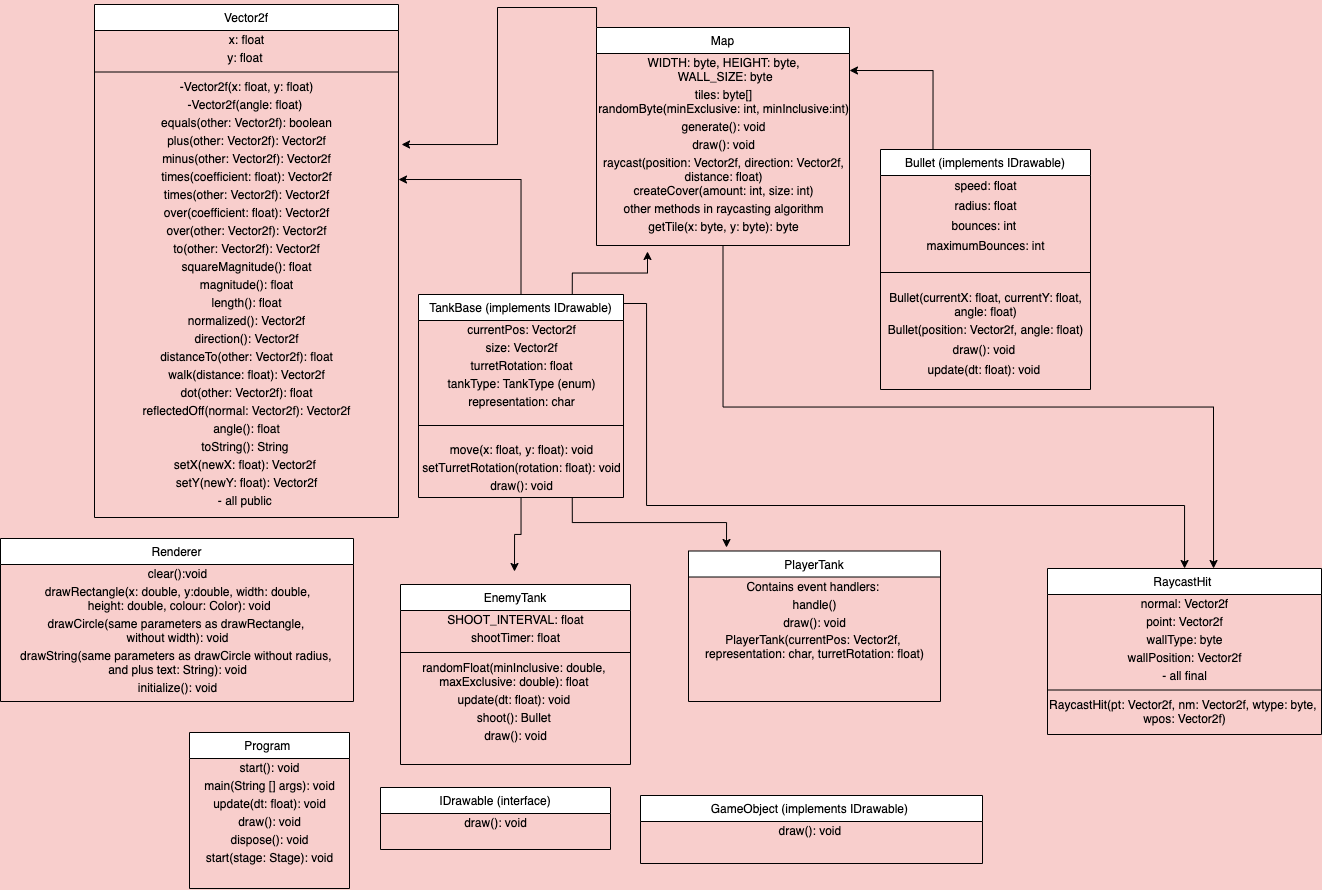 Vector2f
x: float
y: float
-Vector2f(x: float, y: float)
-Vector2f(angle: float)
equals(other: Vector2f): boolean
plus(other: Vector2f): Vector2f
minus(other: Vector2f): Vector2f
times(coefficient: float): Vector2f
times(other: Vector2f): Vector2f
over(coefficient: float): Vector2f
over(other: Vector2f): Vector2f
to(other: Vector2f): Vector2f
squareMagnitude(): float
magnitude(): float
length(): float
normalized(): Vector2f
direction(): Vector2f
distanceTo(other: Vector2f): float
walk(distance: float): Vector2f
dot(other: Vector2f): float
reflectedOff(normal: Vector2f): Vector2f
angle(): float
toString(): String
setX(newX: float): Vector2f
setY(newY: float): Vector2f
- all public
Map
WIDTH: byte, HEIGHT: byte,
WALL_SIZE: byte
tiles: byte[]
randomByte(minExclusive: int, minInclusive:int)
generate(): void
draw(): void
raycast(position: Vector2f, direction: Vector2f,
distance: float)
createCover(amount: int, size: int)
other methods in raycasting algorithm
getTile(x: byte, y: byte): byte
Bullet (implements IDrawable)
speed: float
radius: float
bounces: int
maximumBounces: int
Bullet(currentX: float, currentY: float,
angle: float)
Bullet(position: Vector2f, angle: float)
draw(): void
update(dt: float): void
TankBase (implements IDrawable)
currentPos: Vector2f
size: Vector2f
turretRotation: float
tankType: TankType (enum)
representation: char
move(x: float, y: float): void
setTurretRotation(rotation: float): void
draw(): void
Renderer
clear():void
drawRectangle(x: double, y:double, width: double,
height: double, colour: Color): void
drawCircle(same parameters as drawRectangle,
without width): void
drawString(same parameters as drawCircle without radius,
and plus text: String): void
initialize(): void
EnemyTank
SHOOT_INTERVAL: float
shootTimer: float
randomFloat(minInclusive: double,
maxExclusive: double): float
update(dt: float): void
shoot(): Bullet
draw(): void
PlayerTank
Contains event handlers:
handle()
draw(): void
PlayerTank(currentPos: Vector2f,
representation: char, turretRotation: float)
RaycastHit
normal: Vector2f
point: Vector2f
wallType: byte
wallPosition: Vector2f
- all final
RaycastHit(pt: Vector2f, nm: Vector2f, wtype: byte,
wpos: Vector2f)
Program
start(): void
main(String [] args): void
update(dt: float): void
draw(): void
dispose(): void
start(stage: Stage): void
IDrawable (interface)
draw(): void
GameObject (implements IDrawable)
draw(): void